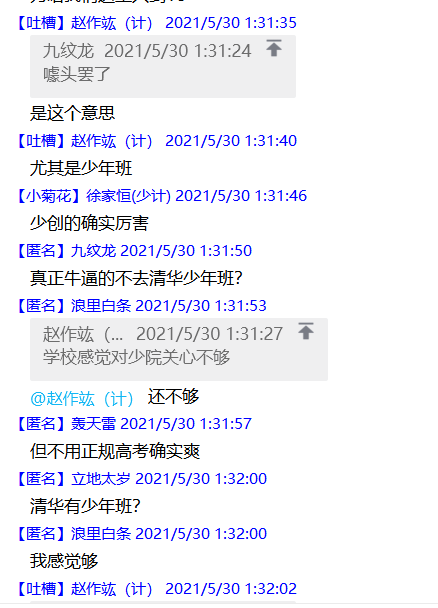 【吐槽】赵作竑（计） 2021/5/30 1:31:35
九纹龙 2021/5/30 1:31:24
噱头罢了
是这个意思
【吐槽】赵作竑（计） 2021/5/30 1:31:40
尤其是少年班
【小菊花】徐家恒(少计) 2021/5/30 1:31:46
少创的确实厉害
【匿名】九纹龙 2021/5/30 1:31:50
真正牛逼的不去清华少年班?
【匿名】浪里白条 2021/5/30 1:31:53
赵作竑（... 2021/5/30 1:31:27
学校感觉对少院关心不够
@赵作竑（计） 还不够
【匿名】轰天雷 2021/5/30 1:31:57
但不用正规高考确实爽
【匿名】立地太岁 2021/5/30 1:32:00
清华有少年班?
【匿名】浪里白条 2021/5/30 1:32:00
我感觉够
【吐槽】赵作竑（计） 2021/5/30 1:32:02